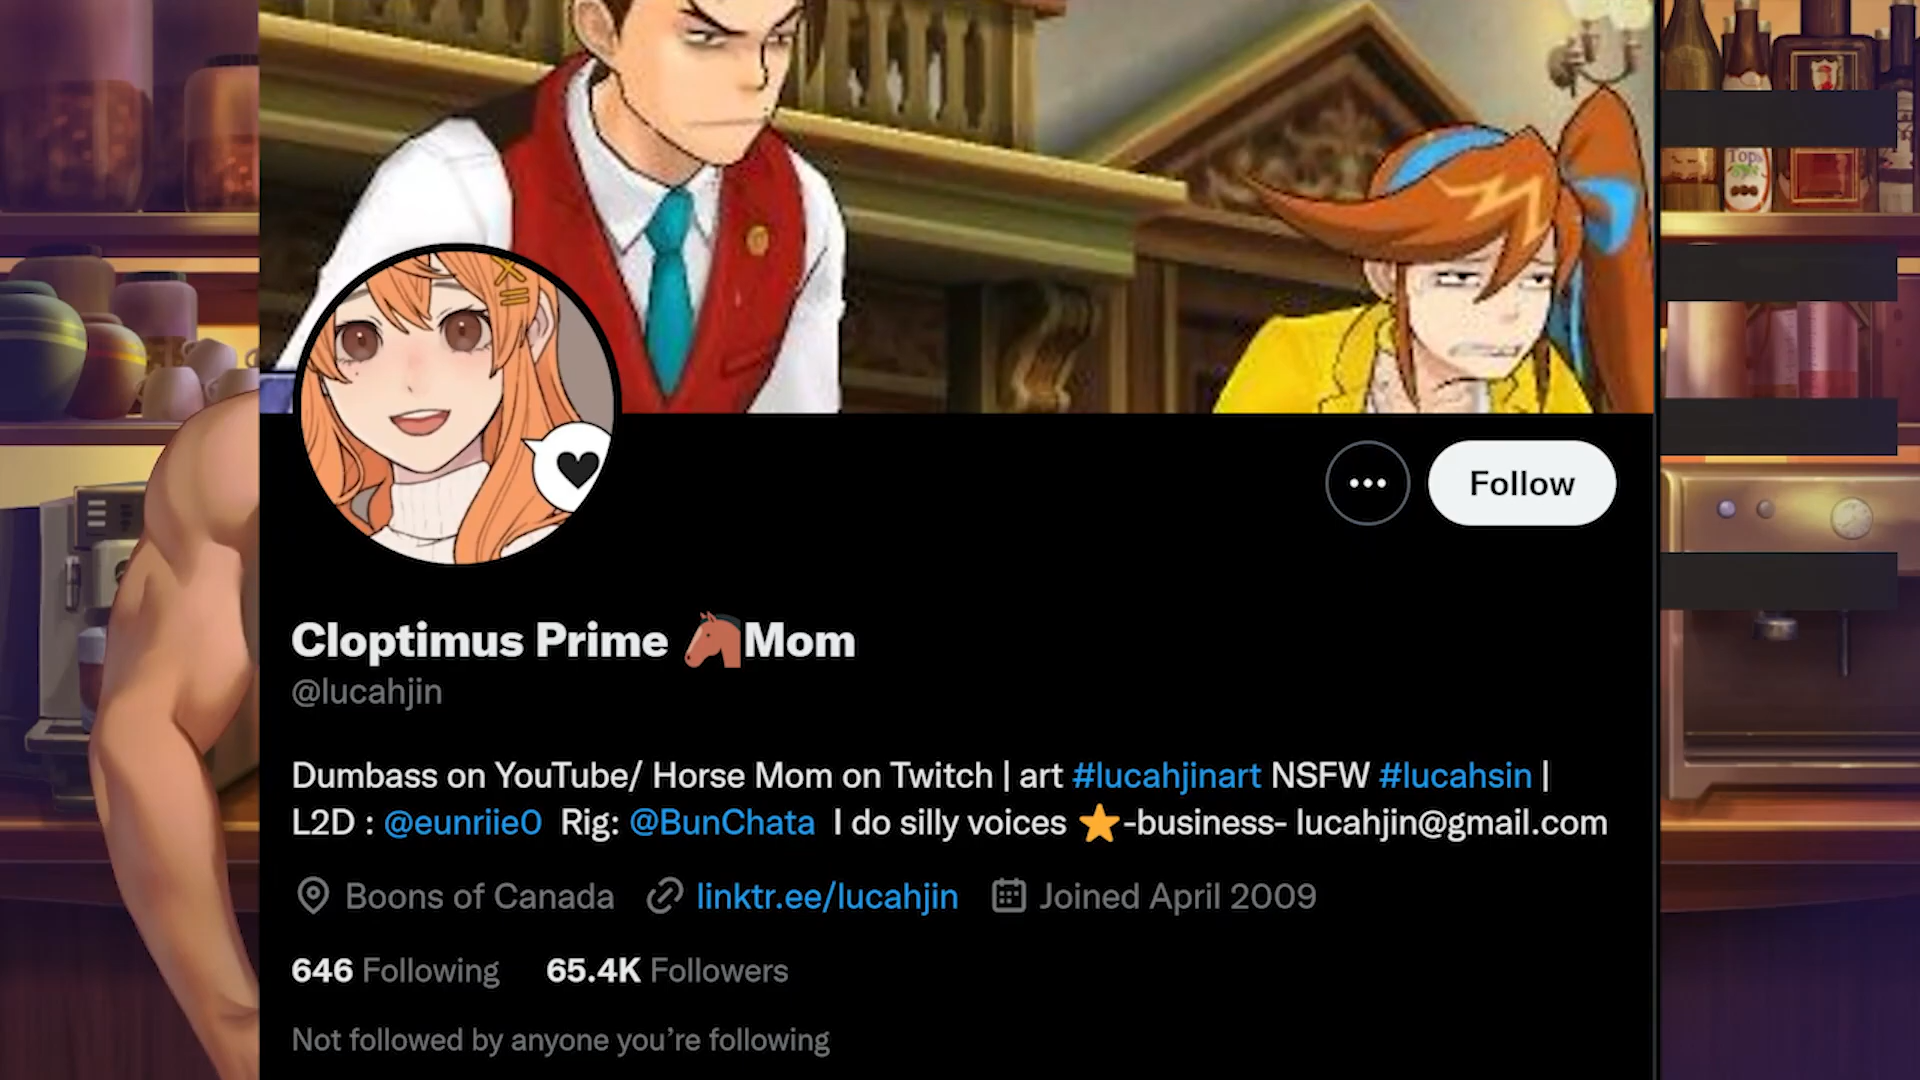 Follow
Cloptimus Prime 🐴Mom
@lucahjin
Dumbass on YouTube/ Horse Mom on Twitch | art #lucahjinart NSFW #lucahsin |
L2D : @eunriie0 Rig: @BunChata I do silly voices ⭐-business- lucahjin@gmail.com
Boons of Canada linktr.ee/lucahjin Joined April 2009
646 Following 65.4K Followers
Not followed by anyone you're following